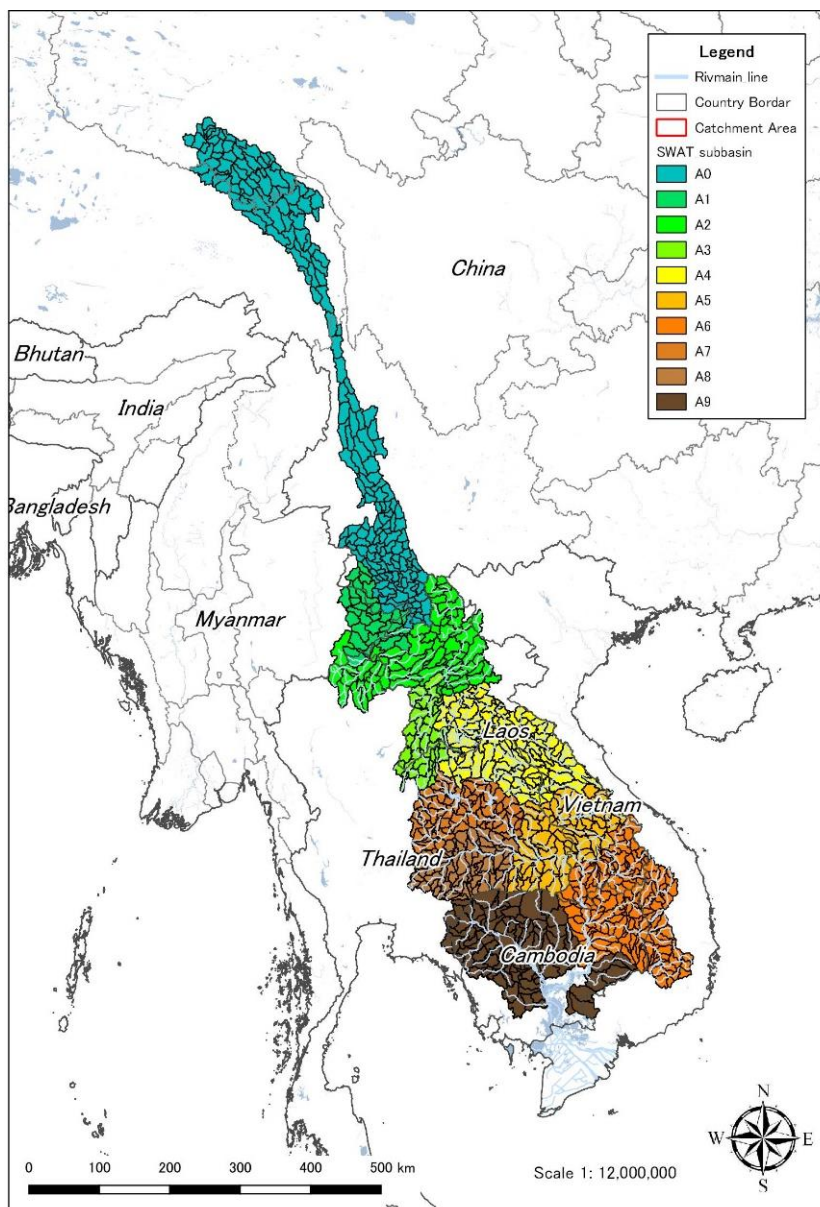 Legend
Rivmain line
Country Bordar
Catchment Area
SWAT subbasin
A0
A1
A2
A3
A4
A5
A6
A7
A8
A9
China
Bhutan
India
Bangladesh
Myanmar
Laos
Vietnam
Thailand
Cambodia
N
W E
S
0 100 200 300 400 500 km
Scale 1: 12,000,000